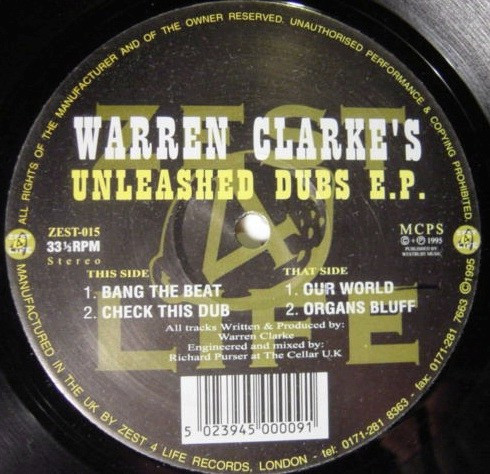 ALL RIGHTS OF THE MANUFACTURER AND OF THE OWNER RESERVED. UNAUTHORISED PERFORMANCE & COPYING PROHIBITED.
ZEST
4
LIFE
WARREN CLARKE'S
UNLEASHED DUBS E.P.
ZEST-015
33⅓RPM
Stereo
MCPS
©+℗1995
PUBLISHED BY
WESTBURY MUSIC
THIS SIDE
1. BANG THE BEAT
2. CHECK THIS DUB
THAT SIDE
1. OUR WORLD
2. ORGANS BLUFF
All tracks Written & Produced by:
Warren Clarke
Engineered and mixed by:
Richard Purser at The Cellar U.K
5 023945 000091
MANUFACTURED IN THE UK BY ZEST 4 LIFE RECORDS, LONDON - tel: 0171-281 8363 - fax: 0171-281 7663 ©1995